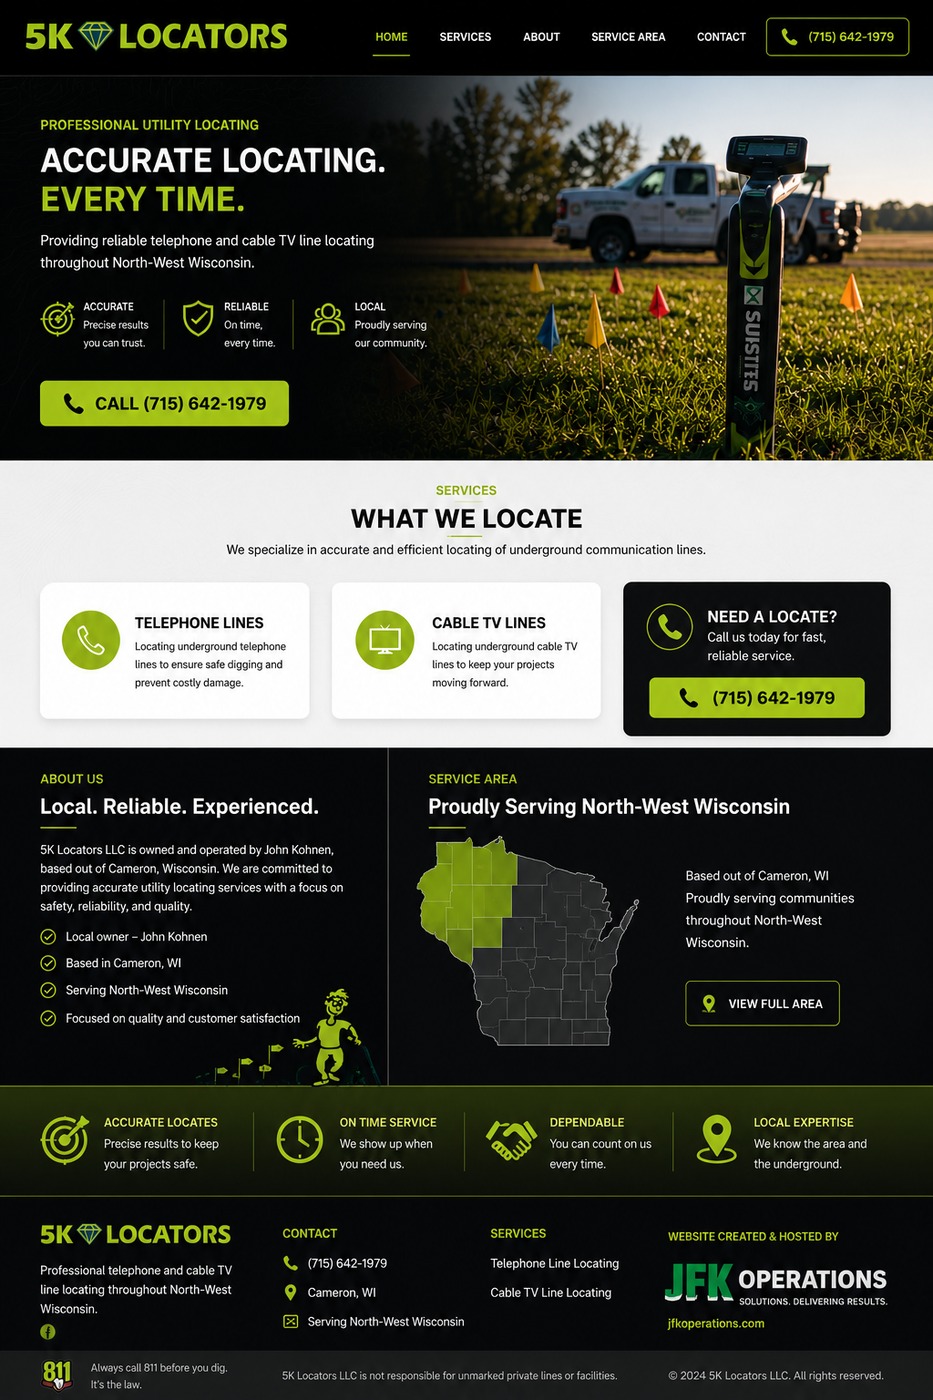 5K LOCATORS
HOME
SERVICES
ABOUT
SERVICE AREA
CONTACT
(715) 642-1979
PROFESSIONAL UTILITY LOCATING
ACCURATE LOCATING.
EVERY TIME.
Providing reliable telephone and cable TV line locating
throughout North-West Wisconsin.
ACCURATE
Precise results
you can trust.
RELIABLE
On time,
every time.
LOCAL
Proudly serving
our community.
CALL (715) 642-1979
SERVICES
WHAT WE LOCATE
We specialize in accurate and efficient locating of underground communication lines.
TELEPHONE LINES
Locating underground telephone
lines to ensure safe digging and
prevent costly damage.
CABLE TV LINES
Locating underground cable TV
lines to keep your projects
moving forward.
NEED A LOCATE?
Call us today for fast,
reliable service.
(715) 642-1979
ABOUT US
Local. Reliable. Experienced.
5K Locators LLC is owned and operated by John Kohnen,
based out of Cameron, Wisconsin. We are committed to
providing accurate utility locating services with a focus on
safety, reliability, and quality.
Local owner – John Kohnen
Based in Cameron, WI
Serving North-West Wisconsin
Focused on quality and customer satisfaction
SERVICE AREA
Proudly Serving North-West Wisconsin
Based out of Cameron, WI
Proudly serving communities
throughout North-West
Wisconsin.
VIEW FULL AREA
ACCURATE LOCATES
Precise results to keep
your projects safe.
ON TIME SERVICE
We show up when
you need us.
DEPENDABLE
You can count on us
every time.
LOCAL EXPERTISE
We know the area and
the underground.
5K LOCATORS
Professional telephone and cable TV
line locating throughout North-West
Wisconsin.
CONTACT
(715) 642-1979
Cameron, WI
Serving North-West Wisconsin
SERVICES
Telephone Line Locating
Cable TV Line Locating
WEBSITE CREATED & HOSTED BY
JFK OPERATIONS
SOLUTIONS. DELIVERING RESULTS.
jfkoperations.com
811
Always call 811 before you dig.
It's the law.
5K Locators LLC is not responsible for unmarked private lines or facilities.
© 2024 5K Locators LLC. All rights reserved.